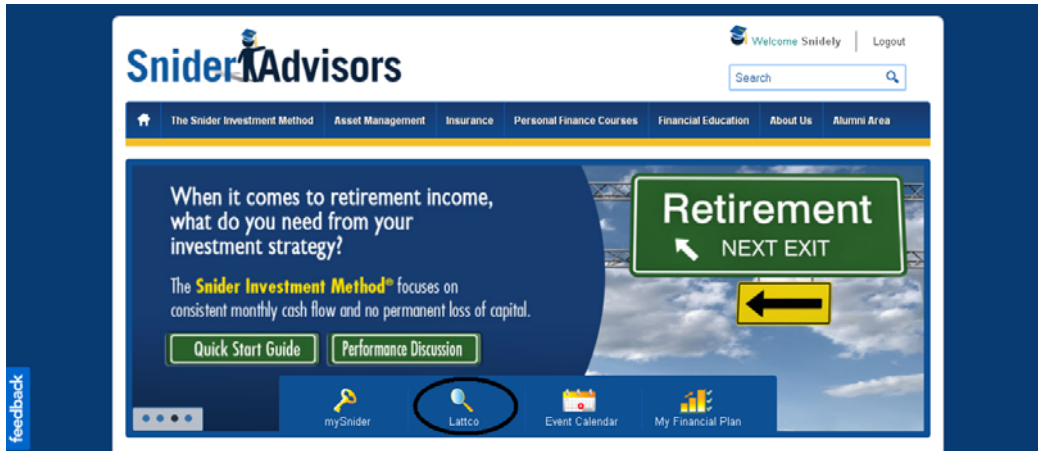 Snider Advisors
Welcome Snidely | Logout
Search
The Snider Investment Method Asset Management Insurance Personal Finance Courses Financial Education About Us Alumni Area
When it comes to retirement income,
what do you need from your
investment strategy?
The Snider Investment Method® focuses on
consistent monthly cash flow and no permanent loss of capital.
Quick Start Guide Performance Discussion
Retirement
NEXT EXIT
mySnider Lattco Event Calendar My Financial Plan
feedback